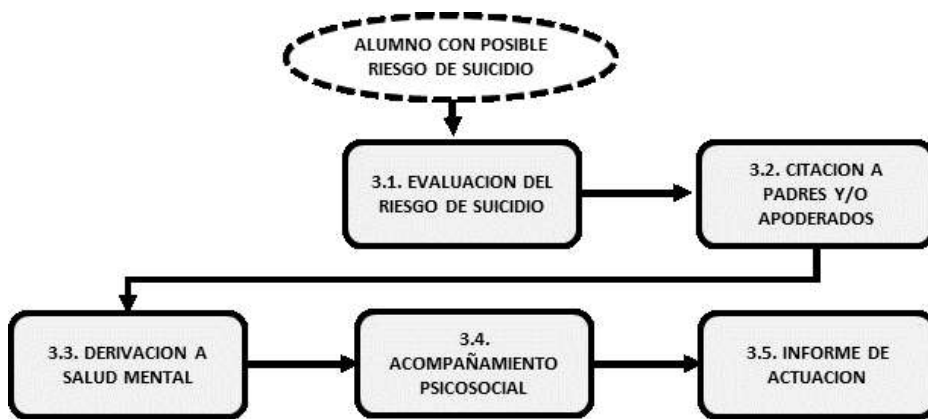 ALUMNO CON POSIBLE
RIESGO DE SUICIDIO
3.1. EVALUACION DEL
RIESGO DE SUICIDIO
3.2. CITACION A
PADRES Y/O
APODERADOS
3.3. DERIVACION A
SALUD MENTAL
3.4.
ACOMPAÑAMIENTO
PSICOSOCIAL
3.5. INFORME DE
ACTUACION